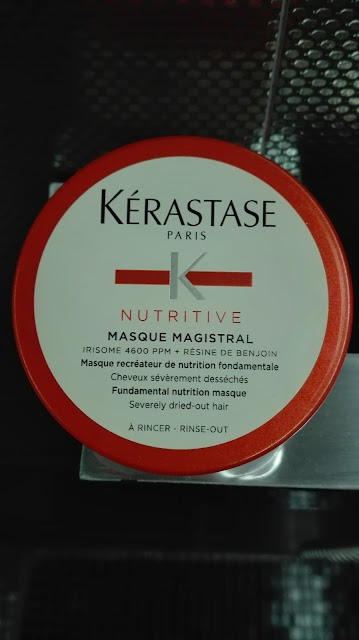 KÉRASTASE
PARIS
K
NUTRITIVE
MASQUE MAGISTRAL
IRISOME 4600 PPM + RÉSINE DE BENJOIN
Masque recréateur de nutrition fondamentale
Cheveux sévèrement desséchés
Fundamental nutrition masque
Severely dried-out hair
À RINCER - RINSE-OUT